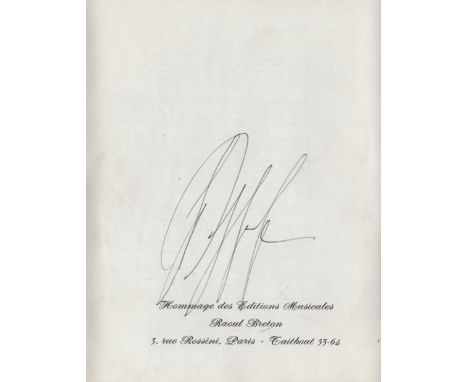 Hommage des Editions Musicales
Raoul Breton
3, rue Rossini, Paris - Taitbout 53-64